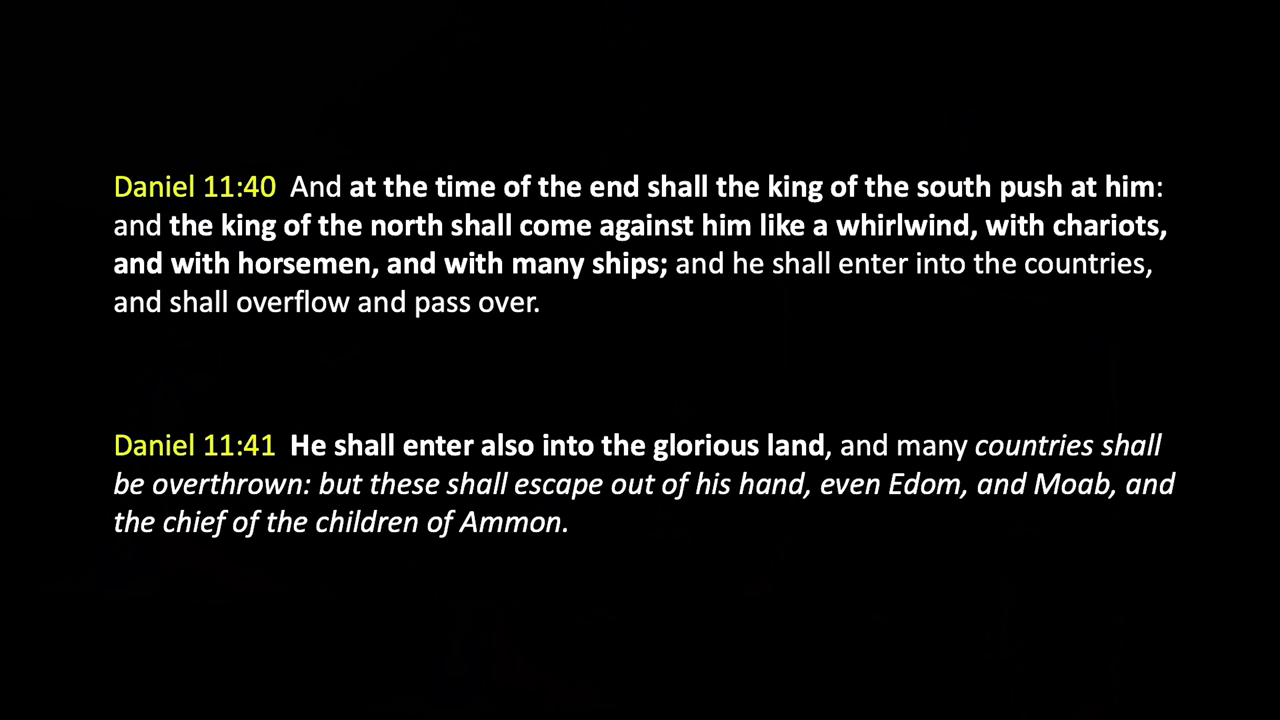 Daniel 11:40  And at the time of the end shall the king of the south push at him:
and the king of the north shall come against him like a whirlwind, with chariots,
and with horsemen, and with many ships; and he shall enter into the countries,
and shall overflow and pass over.
Daniel 11:41  He shall enter also into the glorious land, and many countries shall
be overthrown: but these shall escape out of his hand, even Edom, and Moab, and
the chief of the children of Ammon.